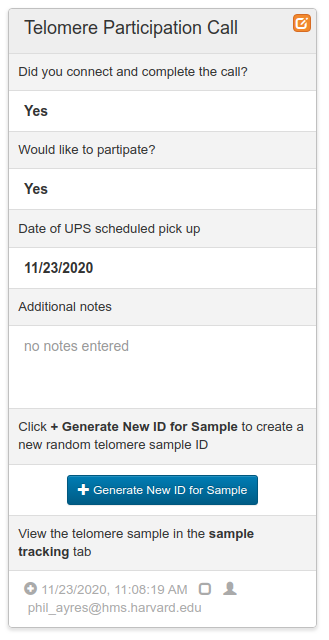 Telomere Participation Call
Did you connect and complete the call?
Yes
Would like to partipate?
Yes
Date of UPS scheduled pick up
11/23/2020
Additional notes
no notes entered
Click + Generate New ID for Sample to create a
new random telomere sample ID
+ Generate New ID for Sample
View the telomere sample in the sample
tracking tab
11/23/2020, 11:08:19 AM
phil_ayres@hms.harvard.edu